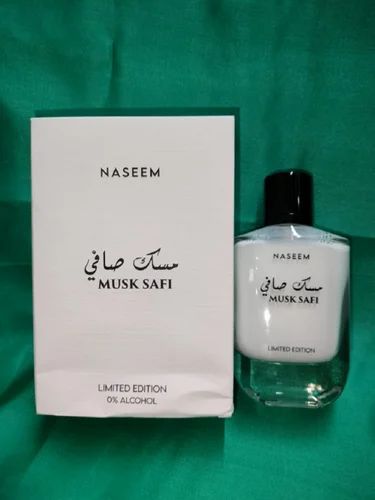 NASEEM
مسك صافي
MUSK SAFI
LIMITED EDITION
0% ALCOHOL
NASEEM
مسك صافي
MUSK SAFI
LIMITED EDITION